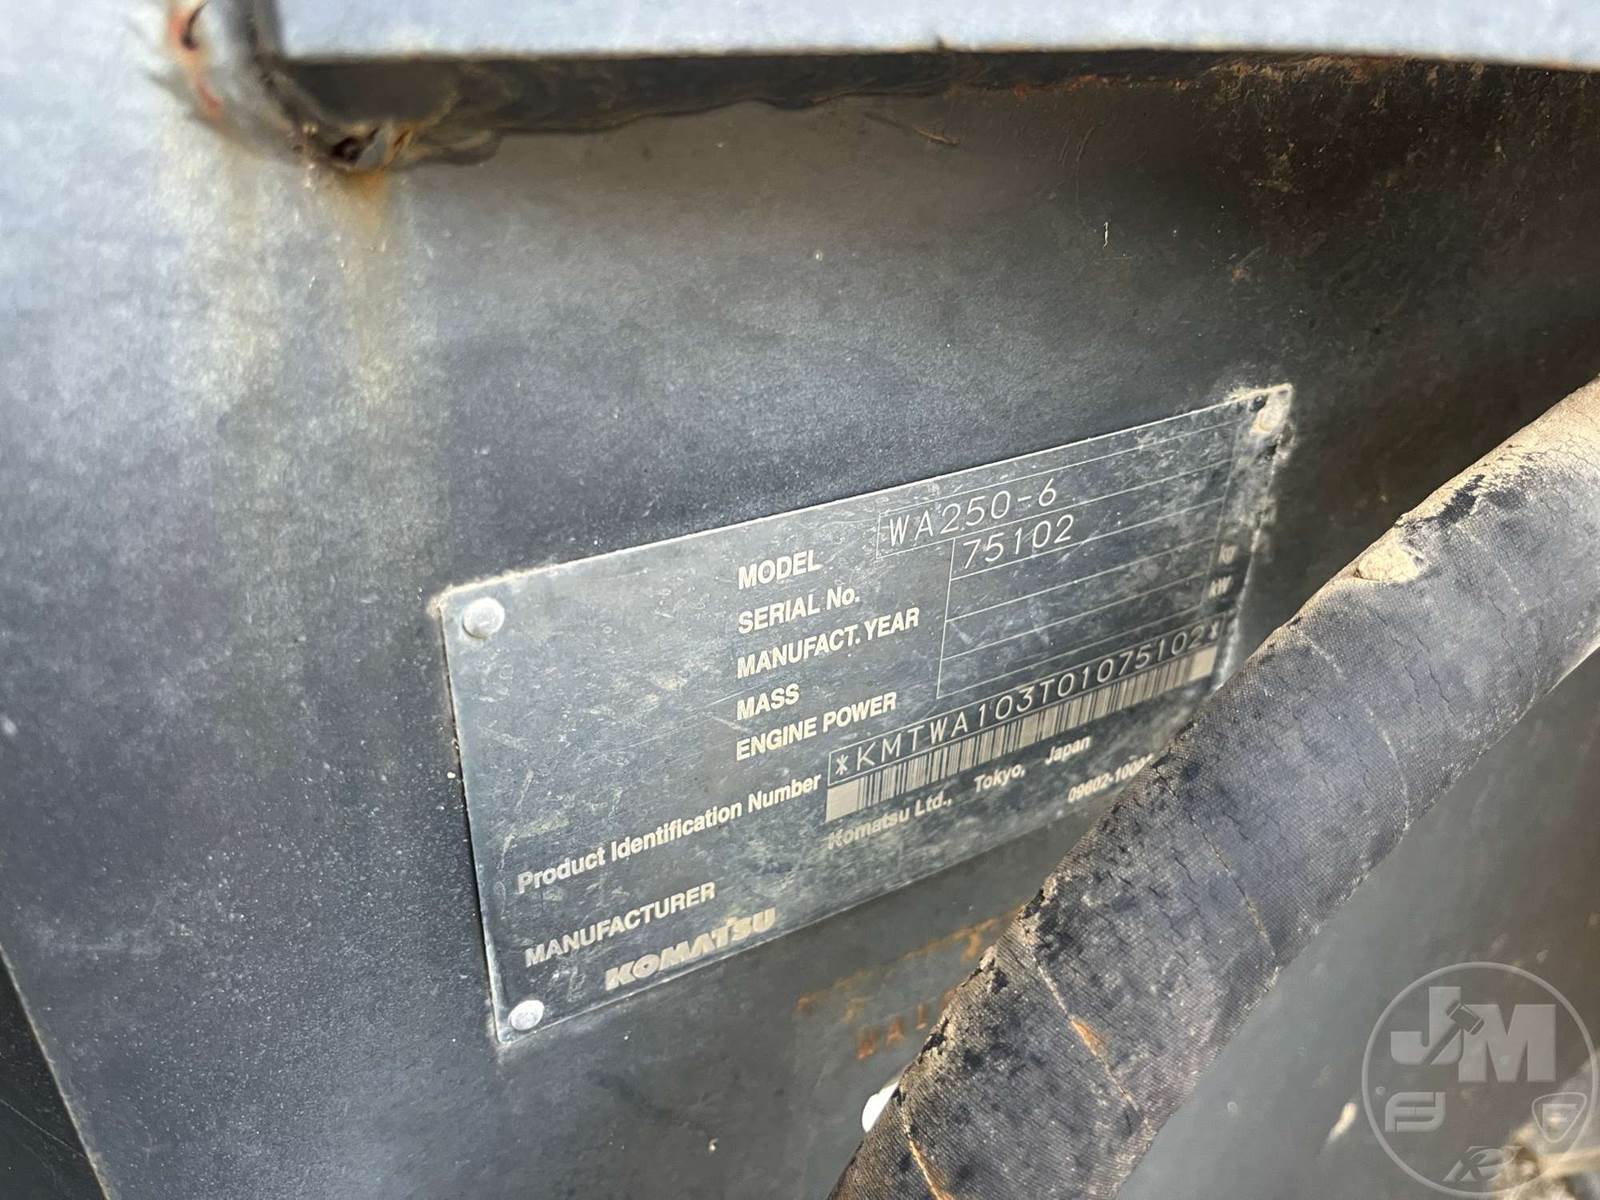 MODEL WA250-6
SERIAL No. 75102
MANUFACT. YEAR
MASS kg
ENGINE POWER kW
Product Identification Number *KMTWA103T01075102*
MANUFACTURER Komatsu Ltd., Tokyo, Japan
KOMATSU
JM